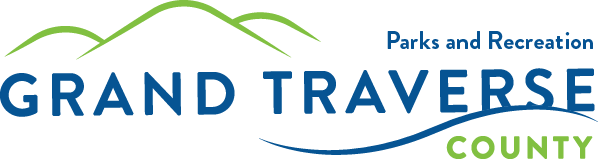 Parks and Recreation
GRAND TRAVERSE
COUNTY